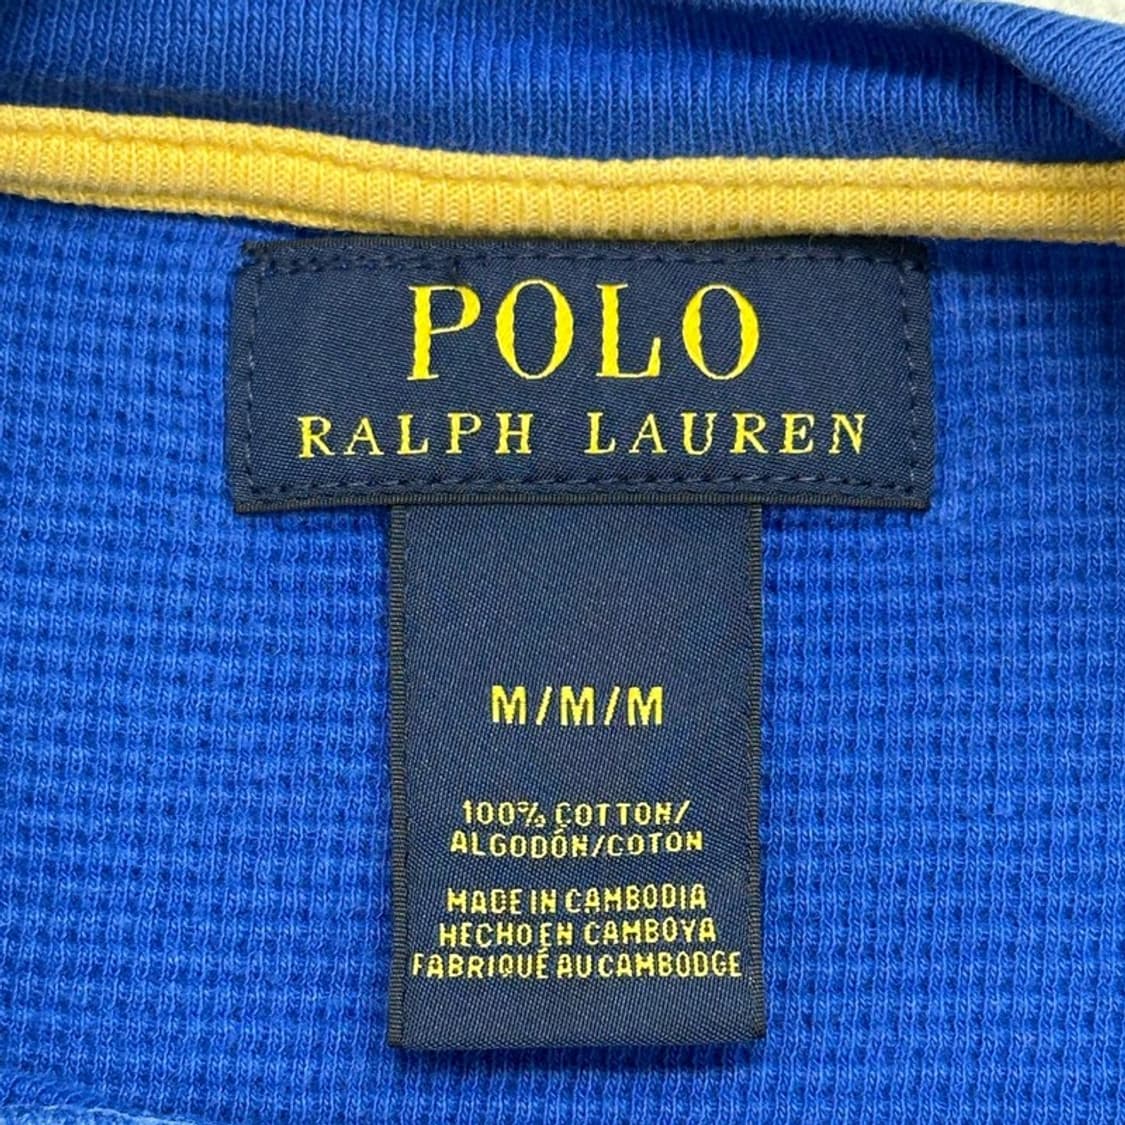 POLO
RALPH LAUREN
M/M/M
100% COTTON/
ALGODÓN/COTON
MADE IN CAMBODIA
HECHO EN CAMBOYA
FABRIQUÉ AU CAMBODGE